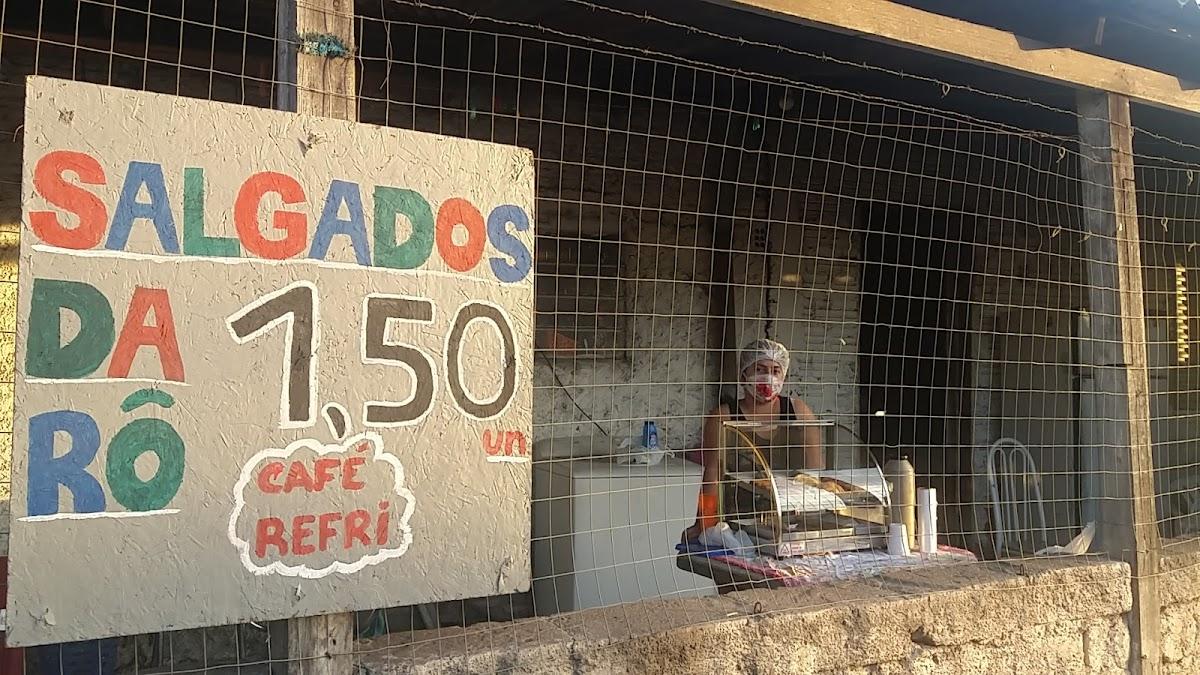 SALGADOS
DA
RÔ
1,50
un
CAFÉ
REFRi